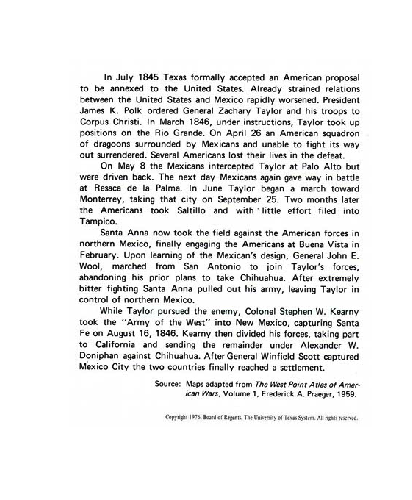 In July 1845 Texas formally accepted an American proposal
to be annexed to the United States. Already strained relations
between the United States and Mexico rapidly worsened. President
James K. Polk ordered General Zachary Taylor and his troops to
Corpus Christi. In March 1846, under instructions, Taylor took up
positions on the Rio Grande. On April 26 an American squadron
of dragoons surrounded by Mexicans and unable to fight its way
out surrendered. Several Americans lost their lives in the defeat.
On May 8 the Mexicans intercepted Taylor at Palo Alto but
were driven back. The next day Mexicans again gave way in battle
at Resaca de la Palma. In June Taylor began a march toward
Monterrey, taking that city on September 25. Two months later
the Americans took Saltillo and with little effort filed into
Tampico.
Santa Anna now took the field against the American forces in
northern Mexico, finally engaging the Americans at Buena Vista in
February. Upon learning of the Mexican's design, General John E.
Wool, marched from San Antonio to join Taylor's forces,
abandoning his prior plans to take Chihuahua. After extremely
bitter fighting Santa Anna pulled out his army, leaving Taylor in
control of northern Mexico.
While Taylor pursued the enemy, Colonel Stephen W. Kearny
took the "Army of the West" into New Mexico, capturing Santa
Fe on August 16, 1846. Kearny then divided his forces, taking part
to California and sending the remainder under Alexander W.
Doniphan against Chihuahua. After General Winfield Scott captured
Mexico City the two countries finally reached a settlement.
Source: Maps adapted from The West Point Atlas of Amer-
ican Wars, Volume 1, Frederick A. Praeger, 1959.
Copyright 1976 Board of Regents, The University of Texas System. All rights reserved.